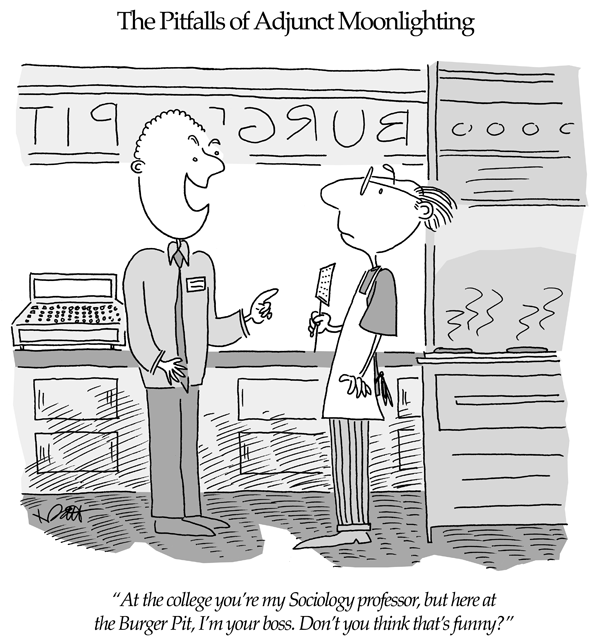 The Pitfalls of Adjunct Moonlighting
BURGER PIT
“At the college you’re my Sociology professor, but here at
the Burger Pit, I’m your boss. Don’t you think that’s funny?”